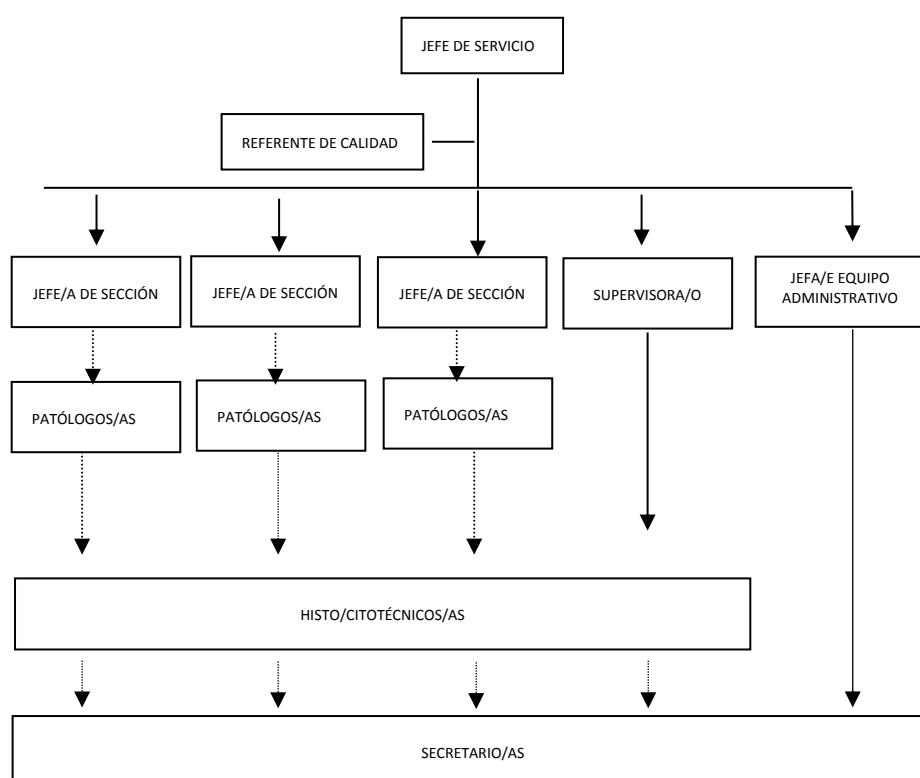 JEFE DE SERVICIO
REFERENTE DE CALIDAD
JEFE/A DE SECCIÓN
JEFE/A DE SECCIÓN
JEFE/A DE SECCIÓN
SUPERVISORA/O
JEFA/E EQUIPO
ADMINISTRATIVO
PATÓLOGOS/AS
PATÓLOGOS/AS
PATÓLOGOS/AS
HISTO/CITOTÉCNICOS/AS
SECRETARIO/AS